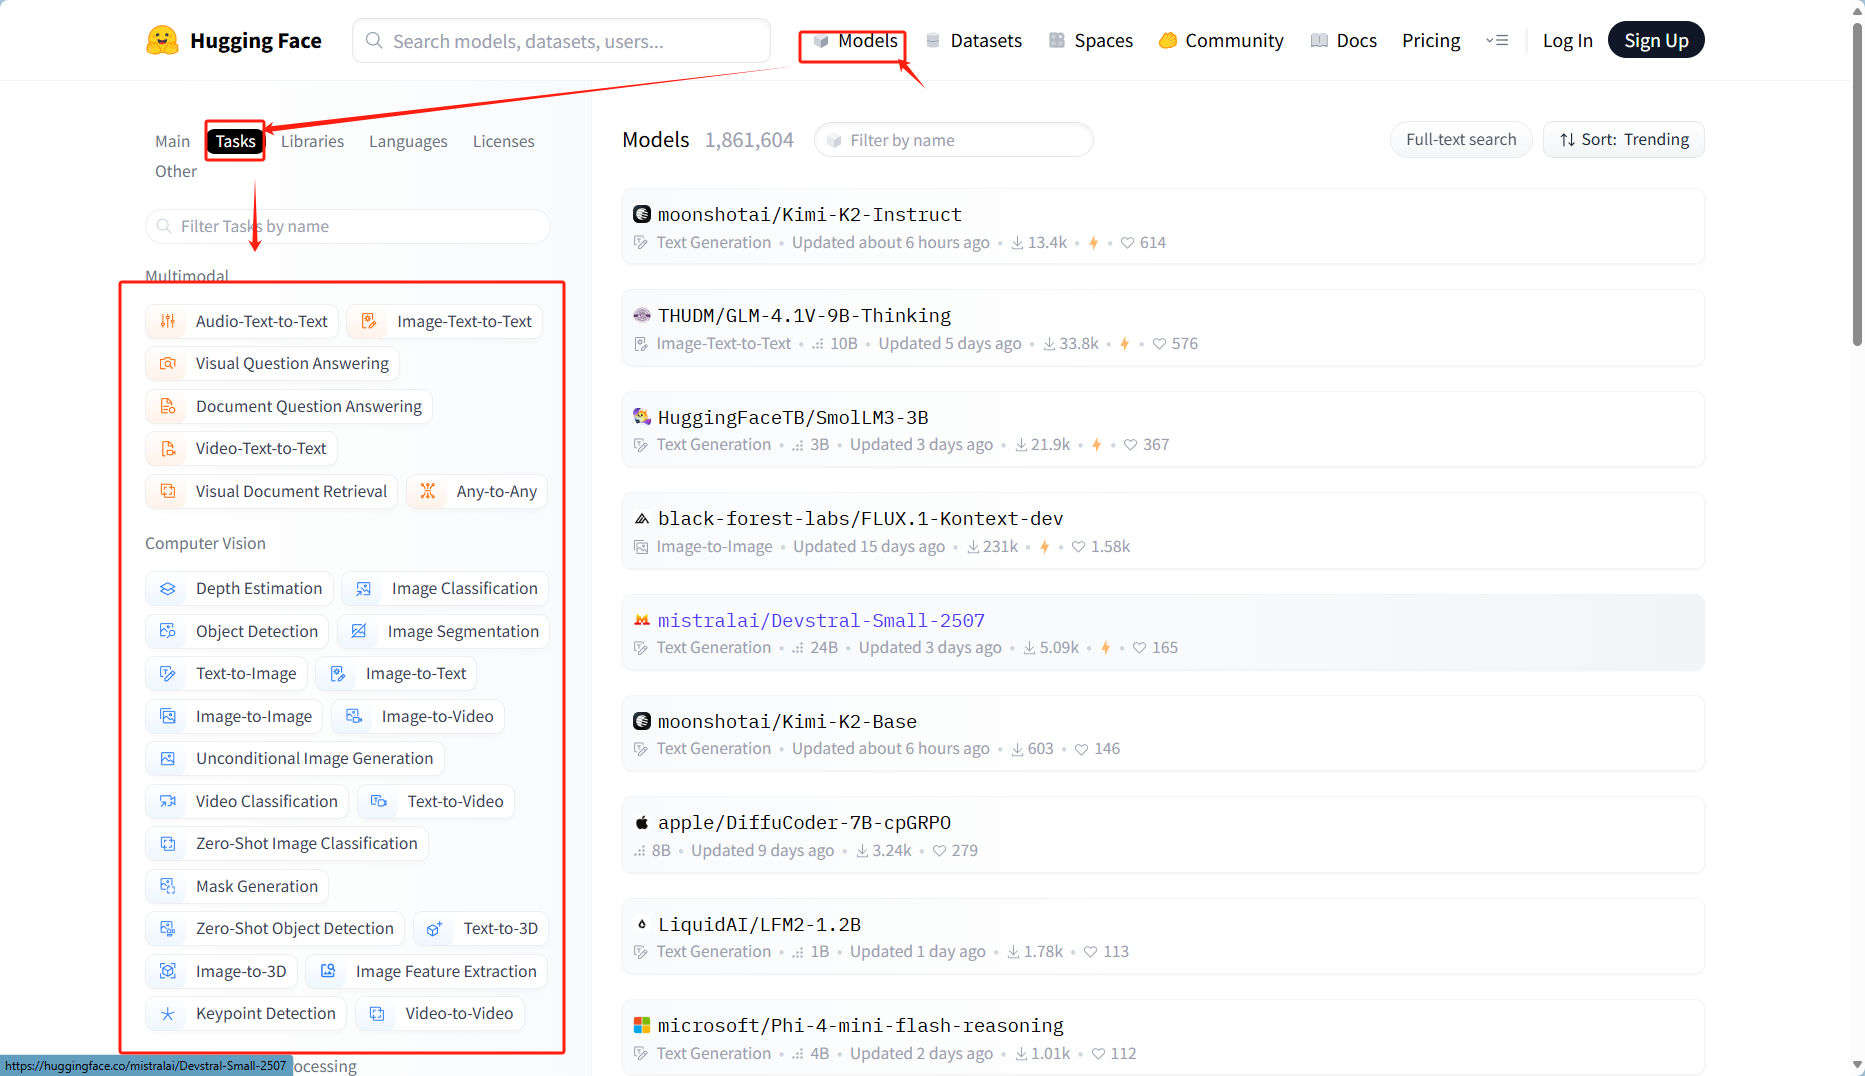 Hugging Face
Search models, datasets, users...
Models
Datasets
Spaces
Community
Docs
Pricing
Log In
Sign Up
Main
Tasks
Libraries
Languages
Licenses
Other
Filter Tasks by name
Multimodal
Audio-Text-to-Text
Image-Text-to-Text
Visual Question Answering
Document Question Answering
Video-Text-to-Text
Visual Document Retrieval
Any-to-Any
Computer Vision
Depth Estimation
Image Classification
Object Detection
Image Segmentation
Text-to-Image
Image-to-Text
Image-to-Image
Image-to-Video
Unconditional Image Generation
Video Classification
Text-to-Video
Zero-Shot Image Classification
Mask Generation
Zero-Shot Object Detection
Text-to-3D
Image-to-3D
Image Feature Extraction
Keypoint Detection
Video-to-Video
ocessing
https://huggingface.co/mistralai/Devstral-Small-2507
Models 1,861,604
Filter by name
Full-text search
Sort: Trending
moonshotai/Kimi-K2-Instruct
Text Generation • Updated about 6 hours ago • 13.4k • • 614
THUDM/GLM-4.1V-9B-Thinking
Image-Text-to-Text • 10B • Updated 5 days ago • 33.8k • • 576
HuggingFaceTB/SmolLM3-3B
Text Generation • 3B • Updated 3 days ago • 21.9k • • 367
black-forest-labs/FLUX.1-Kontext-dev
Image-to-Image • Updated 15 days ago • 231k • • 1.58k
mistralai/Devstral-Small-2507
Text Generation • 24B • Updated 3 days ago • 5.09k • • 165
moonshotai/Kimi-K2-Base
Text Generation • Updated about 6 hours ago • 603 • 146
apple/DiffuCoder-7B-cpGRPO
8B • Updated 9 days ago • 3.24k • 279
LiquidAI/LFM2-1.2B
Text Generation • 1B • Updated 1 day ago • 1.78k • 113
microsoft/Phi-4-mini-flash-reasoning
Text Generation • 4B • Updated 2 days ago • 1.01k • 112